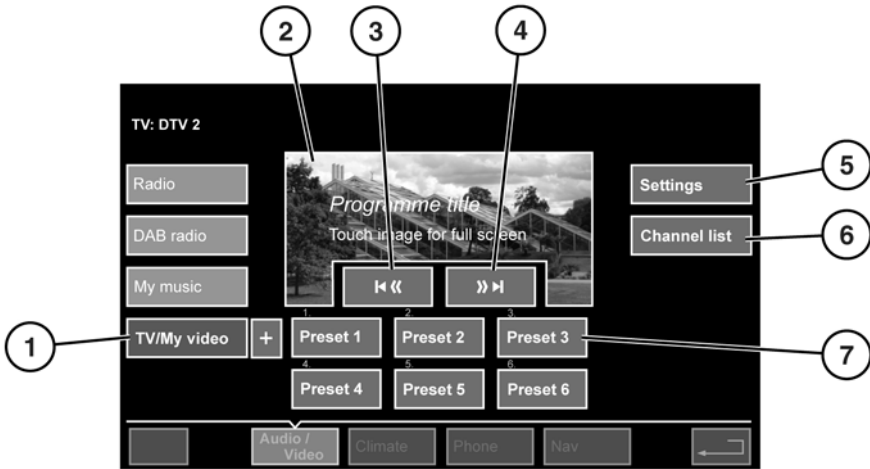 2
3
4
TV: DTV 2
Radio
Programme title
Settings
5
DAB radio
Touch image for full screen
Channel list
6
My music
1
TV/My video
+
1.
2.
3.
Preset 1
Preset 2
Preset 3
7
4.
5.
6.
Preset 4
Preset 5
Preset 6
Audio /
Video
Climate
Phone
Nav